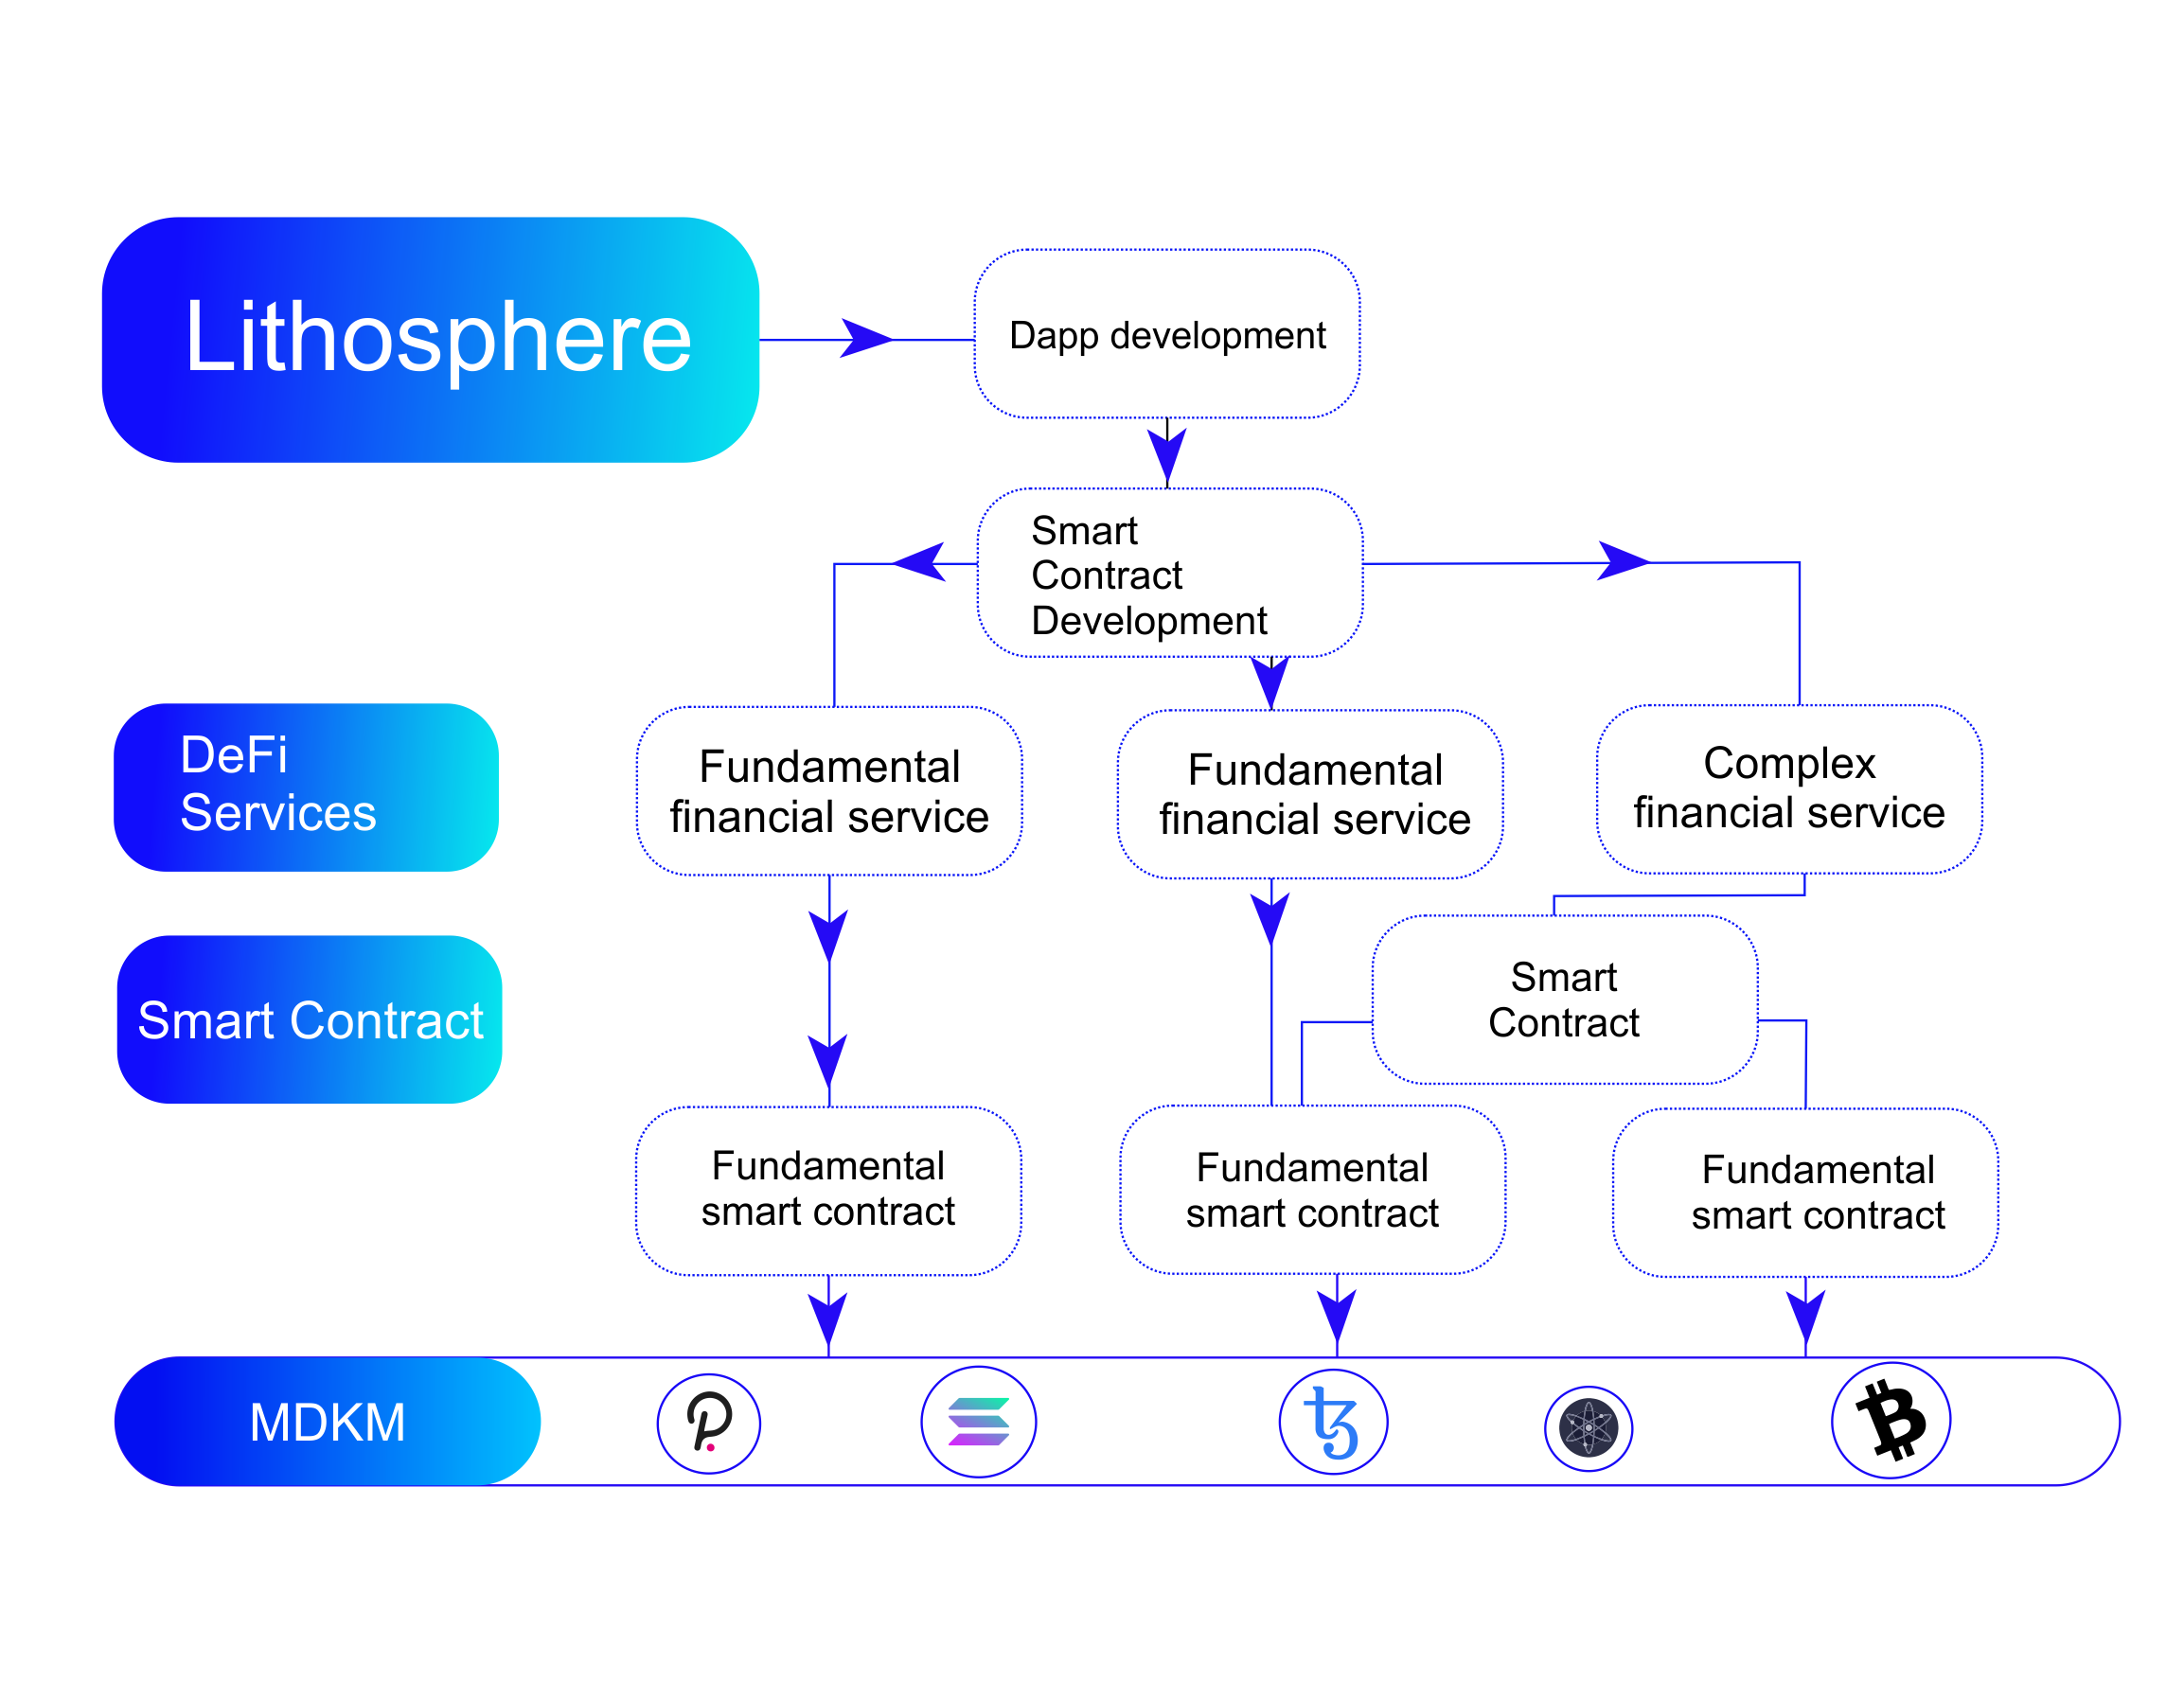 Lithosphere
Dapp development
Smart
Contract
Development
DeFi
Services
Fundamental
financial service
Fundamental
financial service
Complex
financial service
Smart Contract
Smart
Contract
Fundamental
smart contract
Fundamental
smart contract
Fundamental
smart contract
MDKM